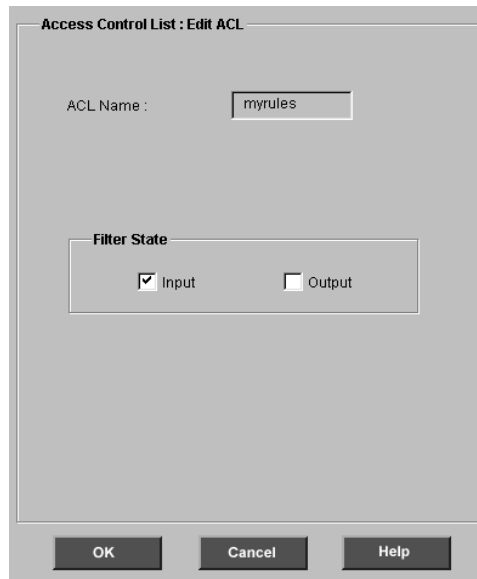 Access Control List : Edit ACL
ACL Name : myrules
Filter State
Input Output
OK Cancel Help